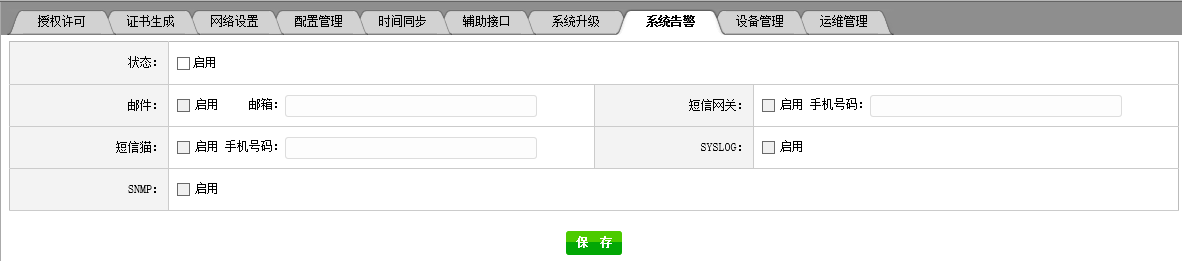 授权许可 证书生成 网络设置 配置管理 时间同步 辅助接口 系统升级 系统告警 设备管理 运维管理
状态: 启用
邮件: 启用 邮箱: 短信网关: 启用 手机号码:
短信猫: 启用 手机号码: SYSLOG: 启用
SNMP: 启用
保 存